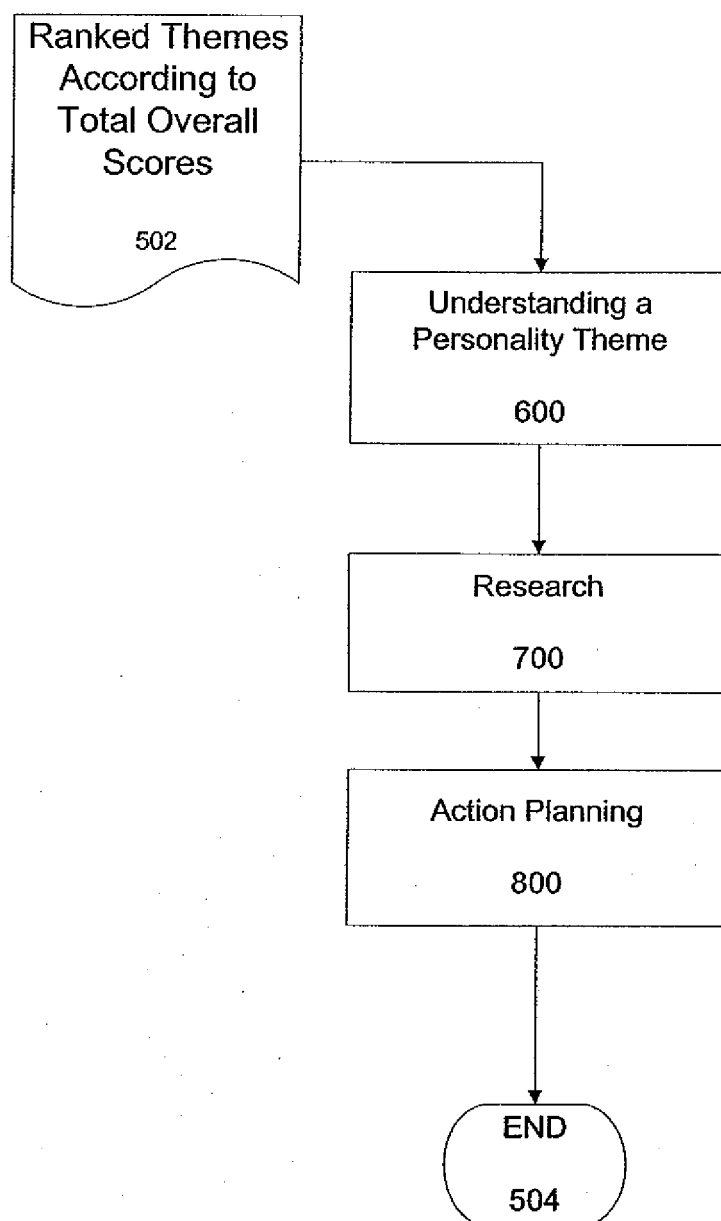 Ranked Themes
According to
Total Overall
Scores
502
Understanding a
Personality Theme
600
Research
700
Action Planning
800
END
504